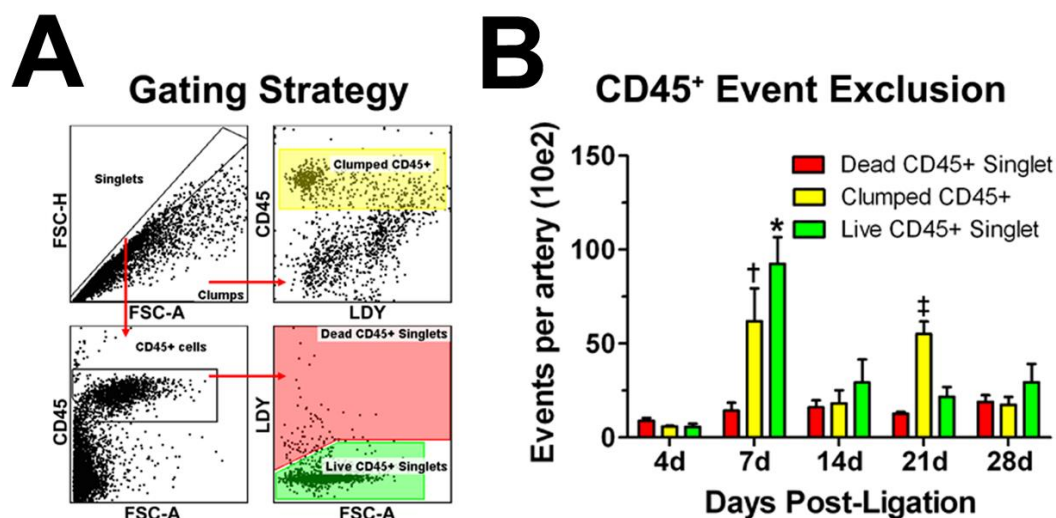 A
Gating Strategy
Singlets
FSC-H
FSC-A
Clumps
Clumped CD45+
CD45
LDY
CD45+ cells
CD45
FSC-A
Dead CD45+ Singlets
LDY
Live CD45+ Singlets
FSC-A
B
CD45⁺ Event Exclusion
Events per artery (10e2)
150
100
50
0
Dead CD45+ Singlet
Clumped CD45+
Live CD45+ Singlet
† * ‡
4d 7d 14d 21d 28d
Days Post-Ligation